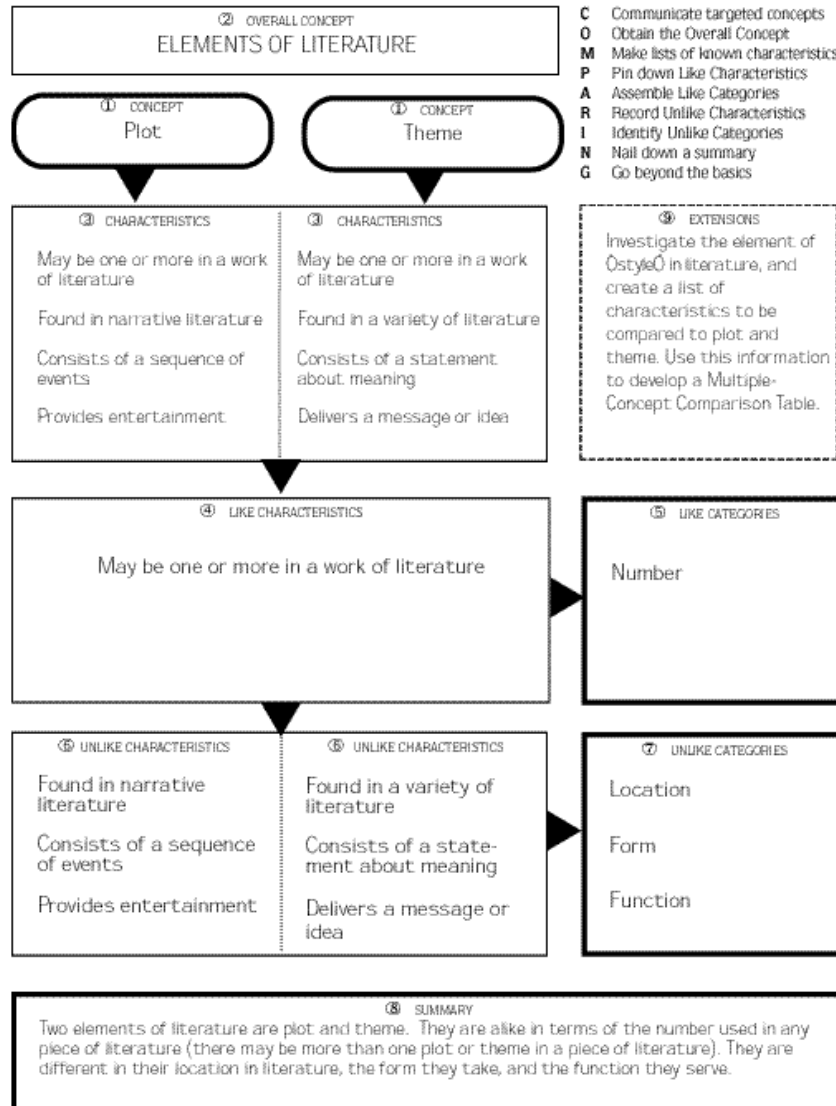 ② OVERALL CONCEPT
ELEMENTS OF LITERATURE
C Communicate targeted concepts
O Obtain the Overall Concept
M Make lists of known characteristics
P Pin down Like Characteristics
A Assemble Like Categories
R Record Unlike Characteristics
I Identify Unlike Categories
N Nail down a summary
G Go beyond the basics
① CONCEPT
Plot
① CONCEPT
Theme
③ CHARACTERISTICS
May be one or more in a work
of literature
Found in narrative literature
Consists of a sequence of
events
Provides entertainment
③ CHARACTERISTICS
May be one or more in a work
of literature
Found in a variety of literature
Consists of a statement
about meaning
Delivers a message or idea
⑨ EXTENSIONS
Investigate the element of
ÒstyleÓ in literature, and
create a list of
characteristics to be
compared to plot and
theme. Use this information
to develop a Multiple-
Concept Comparison Table.
④ LIKE CHARACTERISTICS
May be one or more in a work of literature
⑤ LIKE CATEGORIES
Number
⑥ UNLIKE CHARACTERISTICS
Found in narrative
literature
Consists of a sequence
of events
Provides entertainment
⑥ UNLIKE CHARACTERISTICS
Found in a variety of
literature
Consists of a state-
ment about meaning
Delivers a message or
idea
⑦ UNLIKE CATEGORIES
Location
Form
Function
⑧ SUMMARY
Two elements of literature are plot and theme. They are alike in terms of the number used in any
piece of literature (there may be more than one plot or theme in a piece of literature). They are
different in their location in literature, the form they take, and the function they serve.